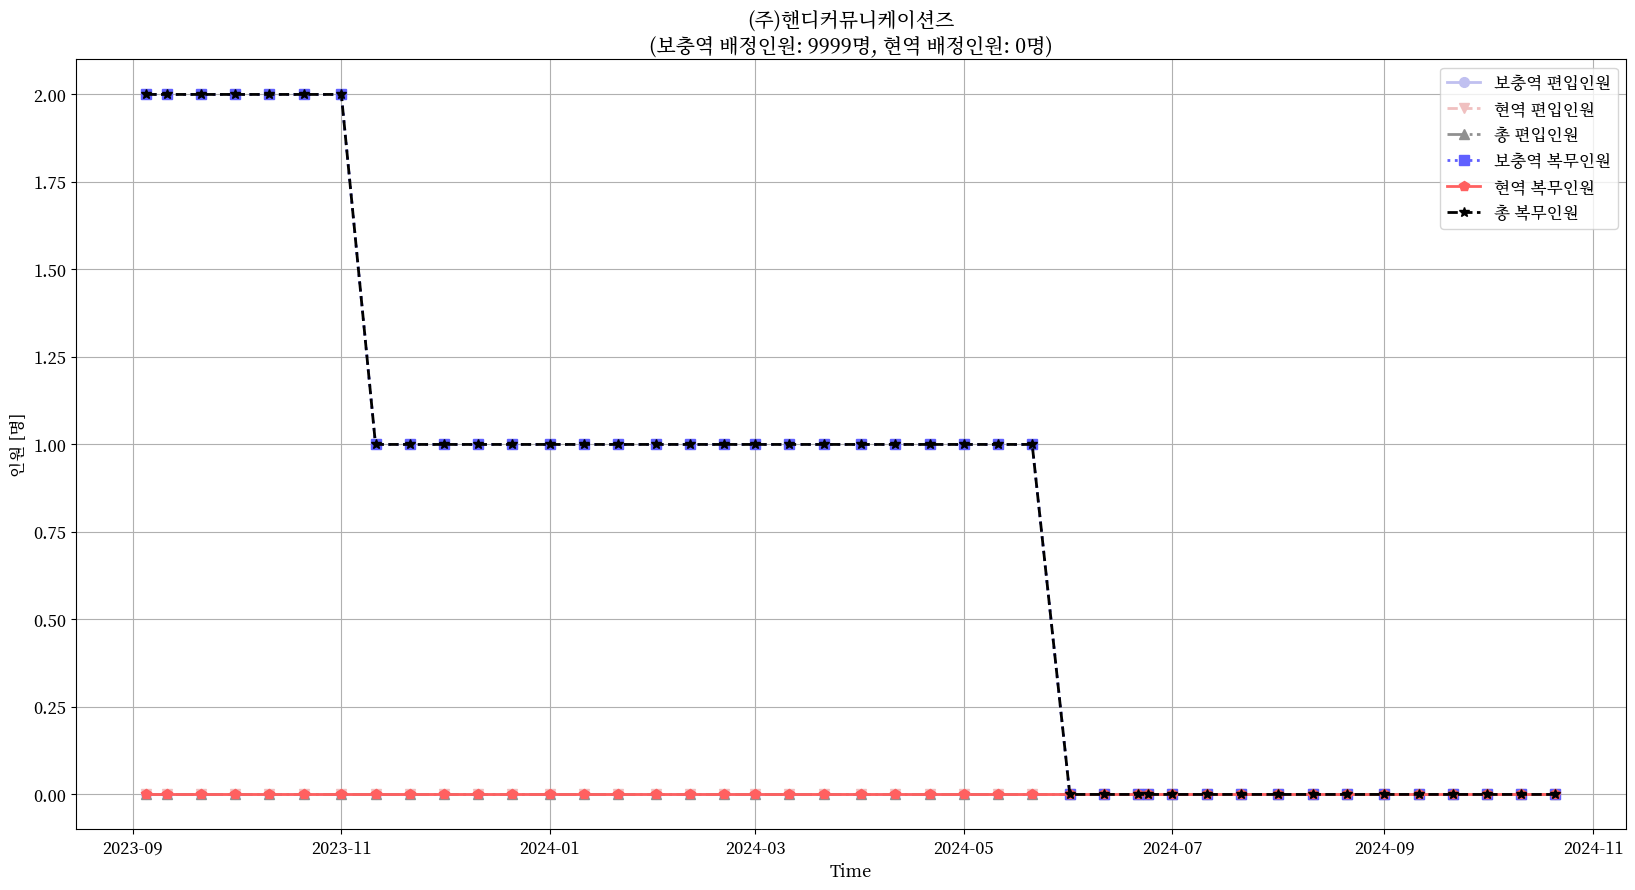 (주)핸디커뮤니케이션즈
(보충역 배정인원: 9999명, 현역 배정인원: 0명)
보충역 편입인원
현역 편입인원
총 편입인원
보충역 복무인원
현역 복무인원
총 복무인원
인원 [명]
2.00
1.75
1.50
1.25
1.00
0.75
0.50
0.25
0.00
2023-09 2023-11 2024-01 2024-03 2024-05 2024-07 2024-09 2024-11
Time